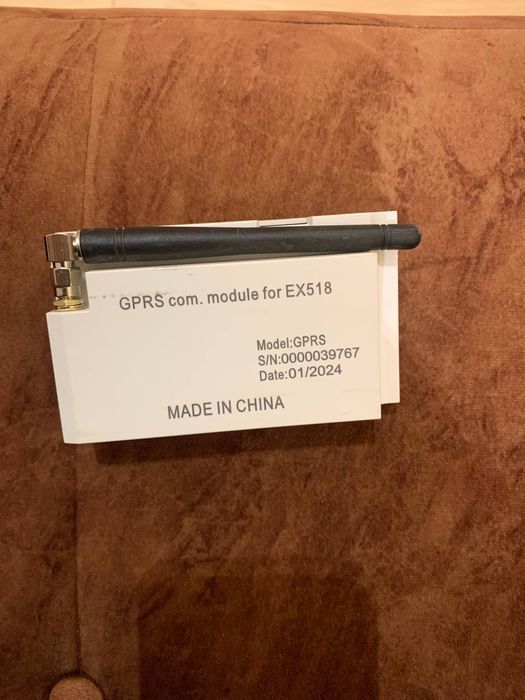 GPRS com. module for EX518
Model:GPRS
S/N:0000039767
Date:01/2024
MADE IN CHINA